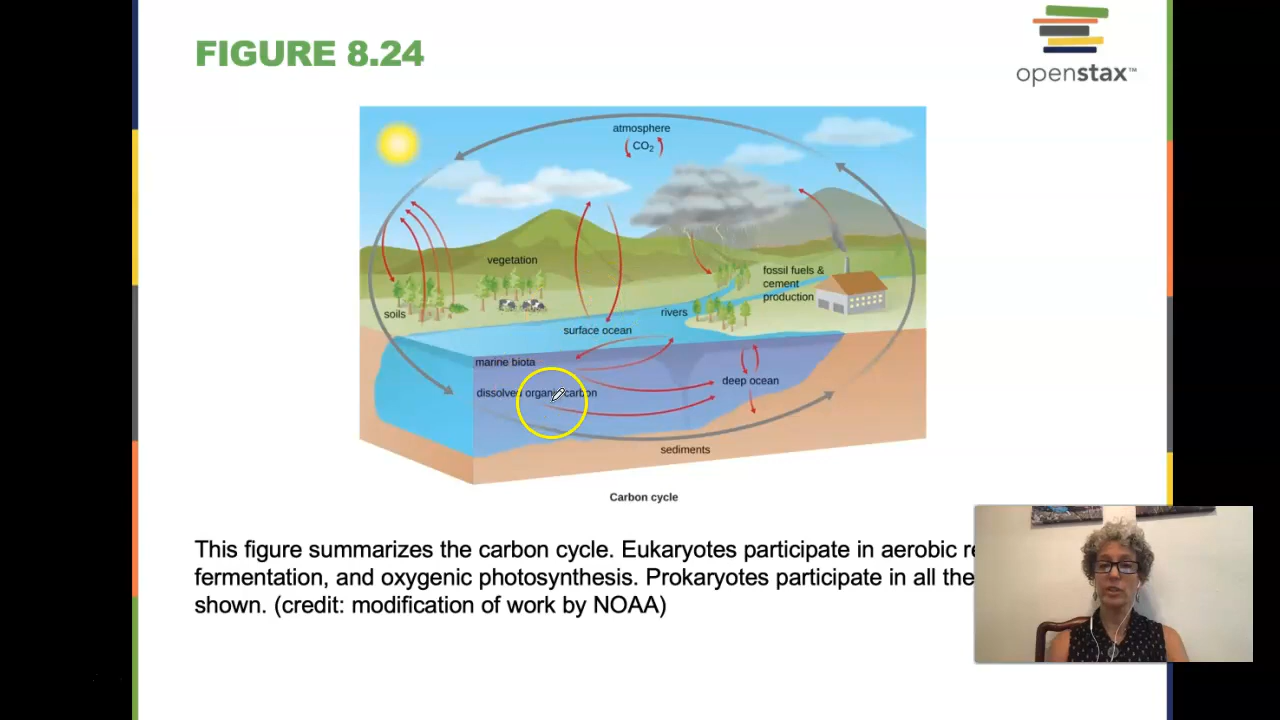 FIGURE 8.24
openstax™
atmosphere
CO₂
vegetation
fossil fuels &
cement
production
soils
rivers
surface ocean
marine biota
deep ocean
dissolved organic carbon
sediments
Carbon cycle
This figure summarizes the carbon cycle. Eukaryotes participate in aerobic
fermentation, and oxygenic photosynthesis. Prokaryotes participate in all the
shown. (credit: modification of work by NOAA)